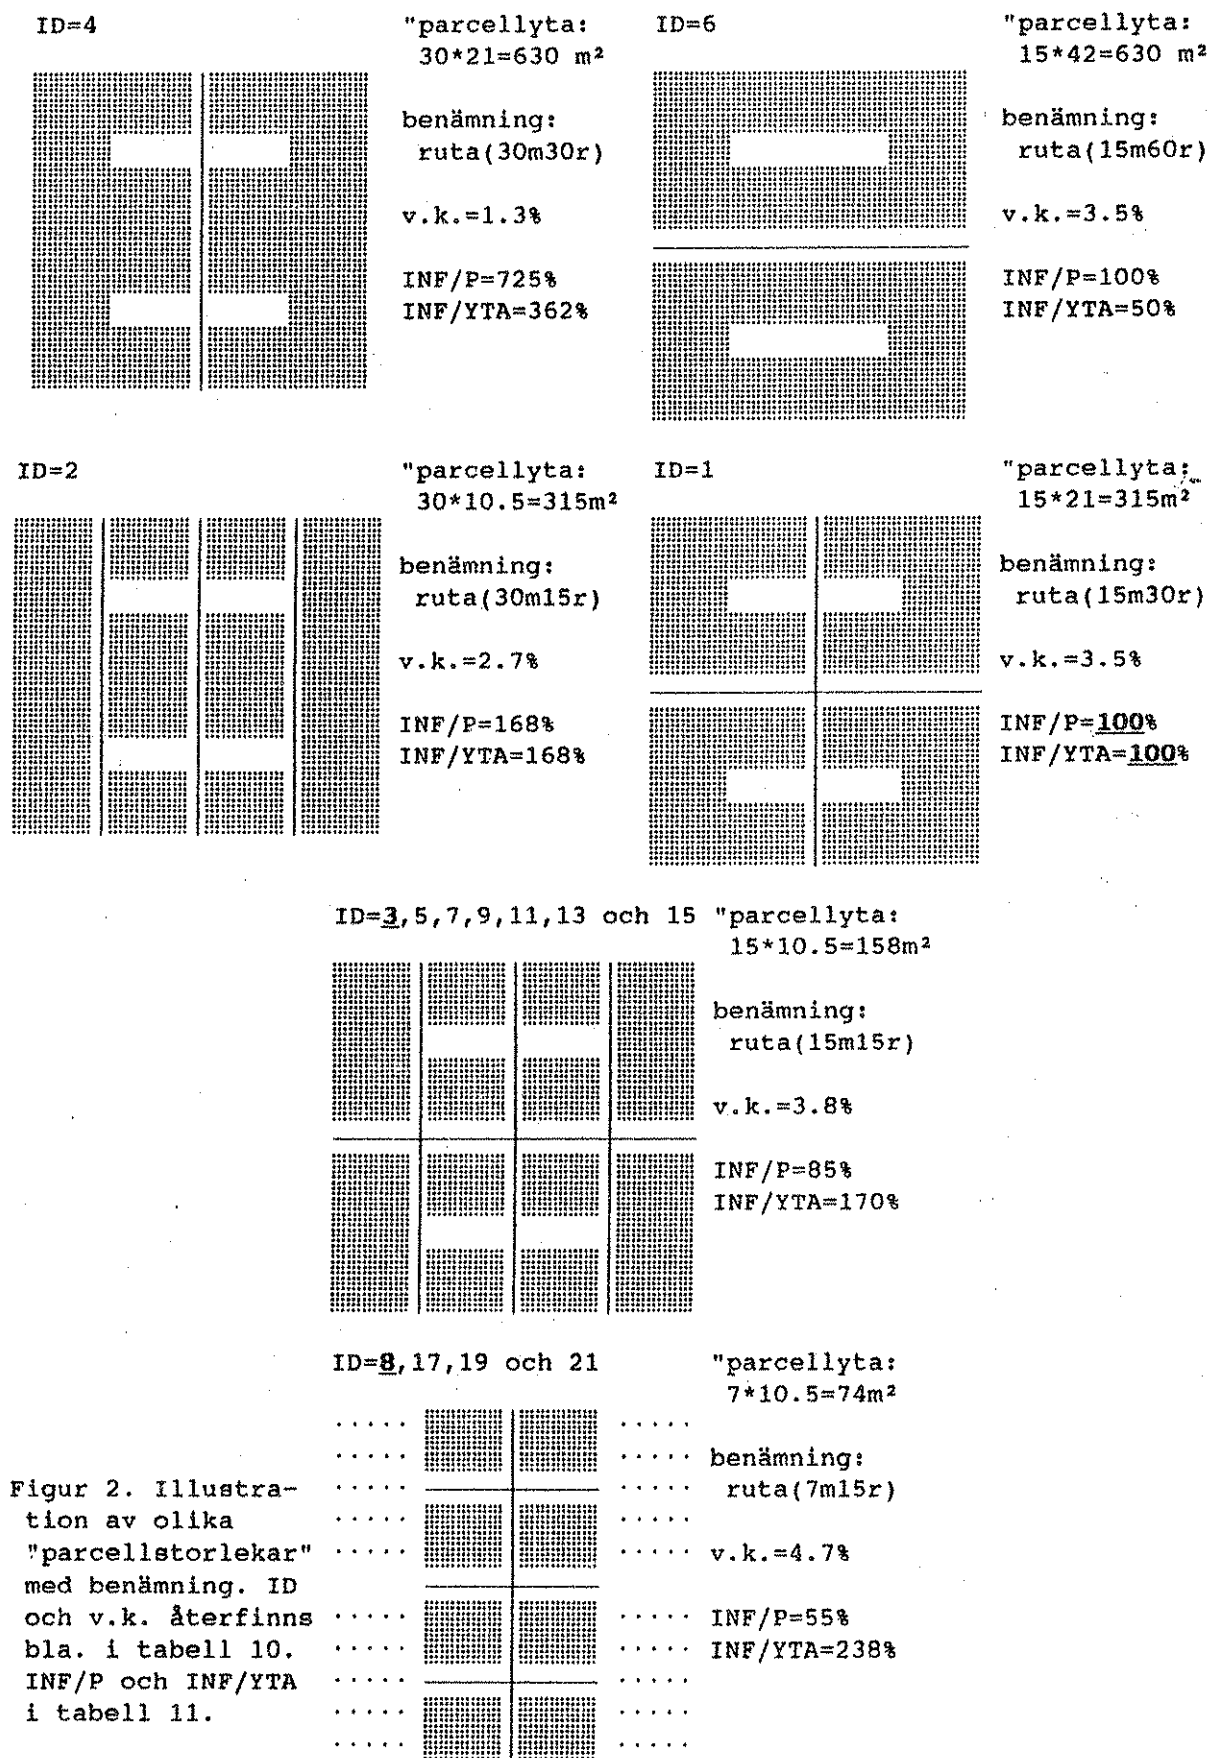 ID=4
"parcellyta:
30*21=630 m²
benämning:
ruta(30m30r)
v.k.=1.3%
INF/P=725%
INF/YTA=362%
ID=6
"parcellyta:
15*42=630 m²
benämning:
ruta(15m60r)
v.k.=3.5%
INF/P=100%
INF/YTA=50%
ID=2
"parcellyta:
30*10.5=315m²
benämning:
ruta(30m15r)
v.k.=2.7%
INF/P=168%
INF/YTA=168%
ID=1
"parcellyta:
15*21=315m²
benämning:
ruta(15m30r)
v.k.=3.5%
INF/P=100%
INF/YTA=100%
ID=3,5,7,9,11,13 och 15
"parcellyta:
15*10.5=158m²
benämning:
ruta(15m15r)
v.k.=3.8%
INF/P=85%
INF/YTA=170%
ID=8,17,19 och 21
"parcellyta:
7*10.5=74m²
benämning:
ruta(7m15r)
v.k.=4.7%
INF/P=55%
INF/YTA=238%
Figur 2. Illustra-
tion av olika
"parcellstorlekar"
med benämning. ID
och v.k. återfinns
bla. i tabell 10.
INF/P och INF/YTA
i tabell 11.